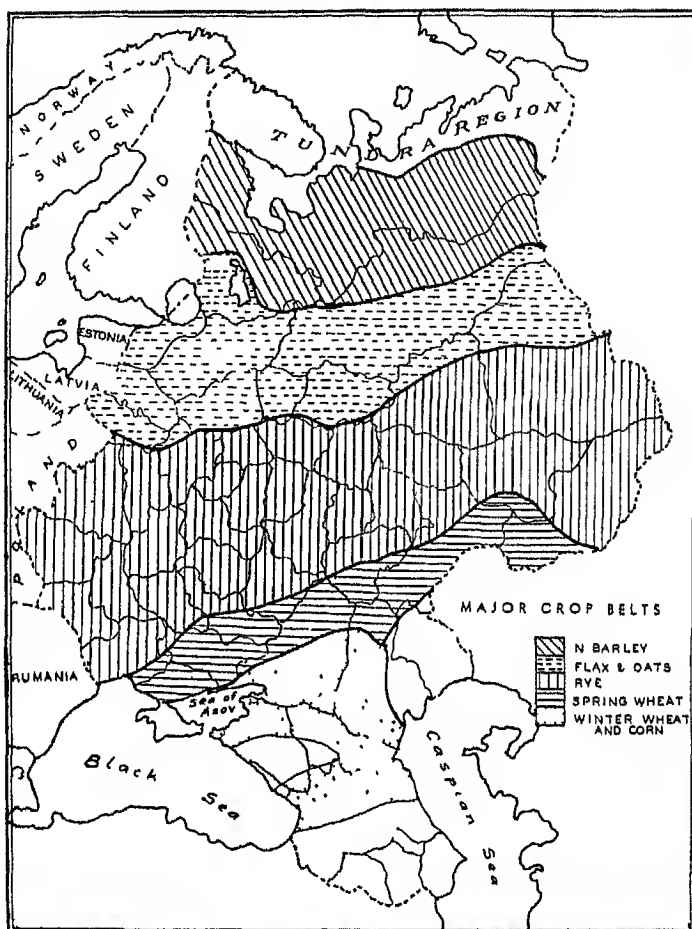 NORWAY
SWEDEN
FINLAND
TUNDRA REGION
ESTONIA
LATVIA
LITHUANIA
POLAND
RUMANIA
Sea of
Azov
Black Sea
Caspian Sea
MAJOR CROP BELTS
N BARLEY
FLAX & OATS
RYE
SPRING WHEAT
WINTER WHEAT
AND CORN